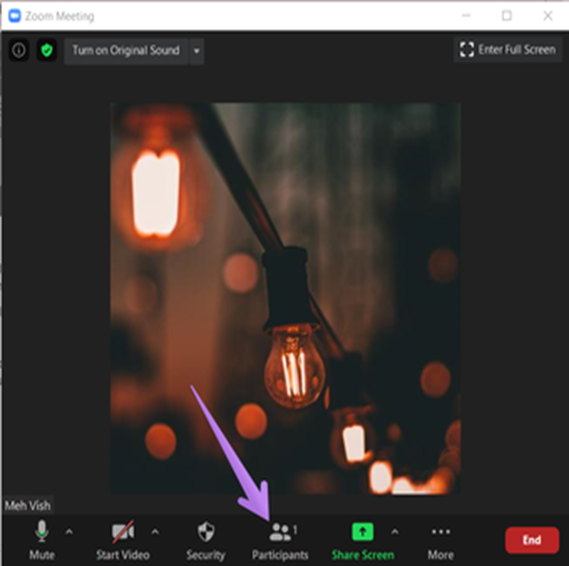 Zoom Meeting
Turn on Original Sound
Enter Full Screen
Meh Vish
1
Mute
Start Video
Security
Participants
Share Screen
More
End